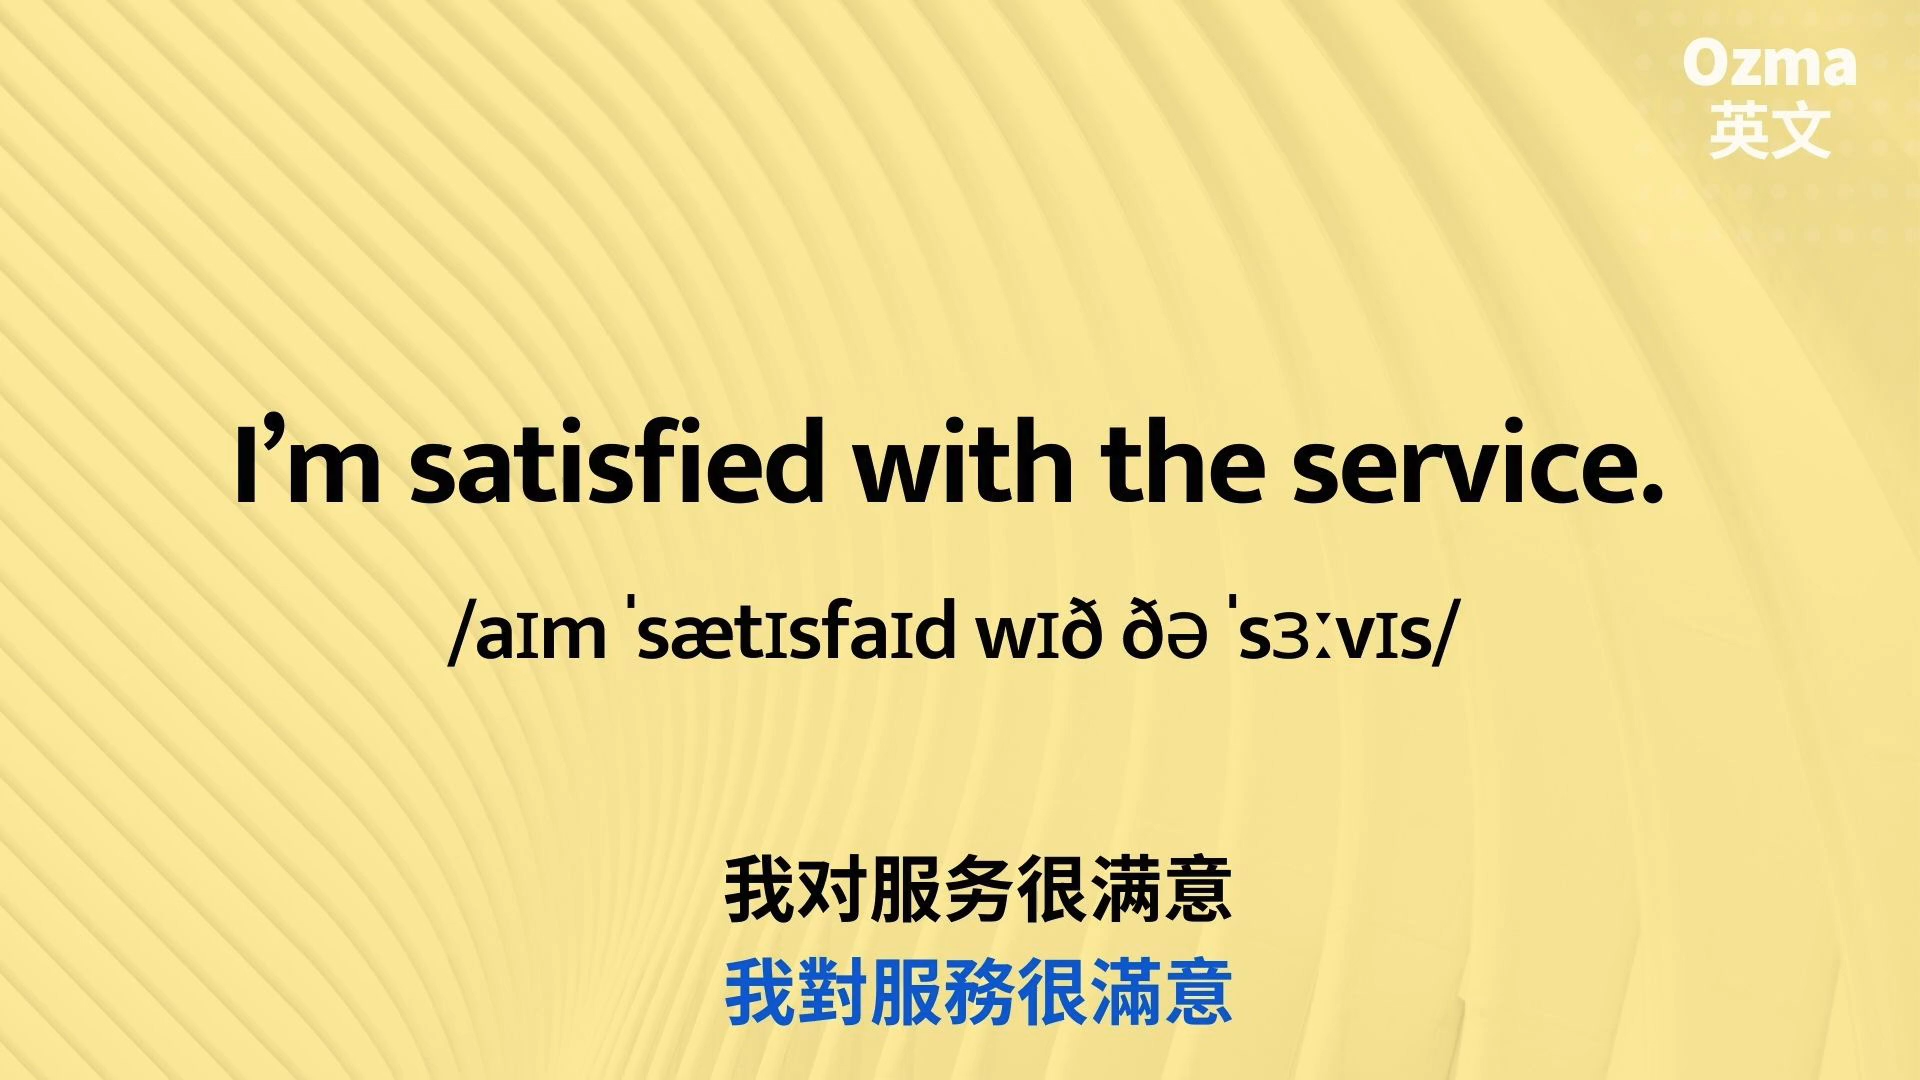 Ozma
英文
I’m satisfied with the service.
/aɪm ˈsætɪsfaɪd wɪð ðə ˈsɜːvɪs/
我对服务很满意
我對服務很滿意